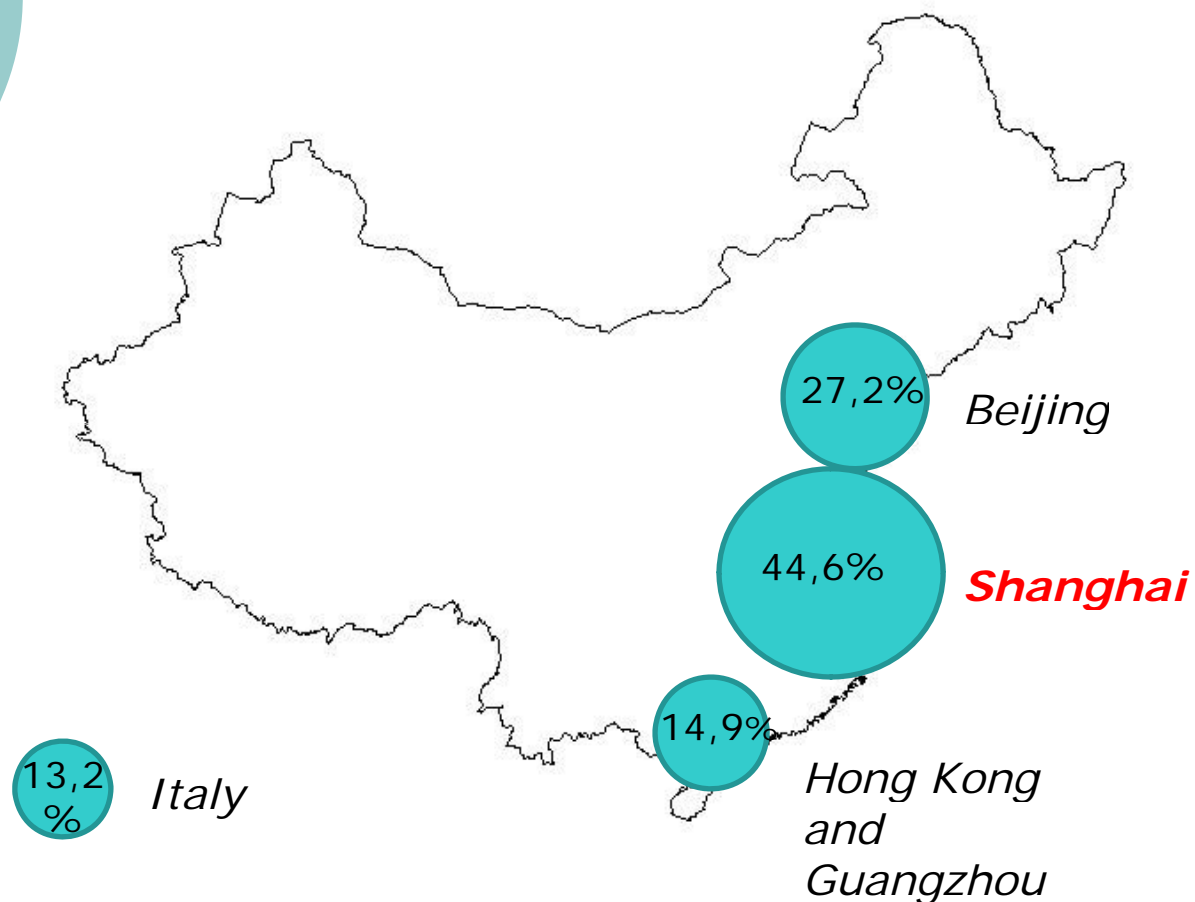 27,2%
Beijing
44,6%
Shanghai
14,9%
Hong Kong
and
Guangzhou
13,2
%
Italy